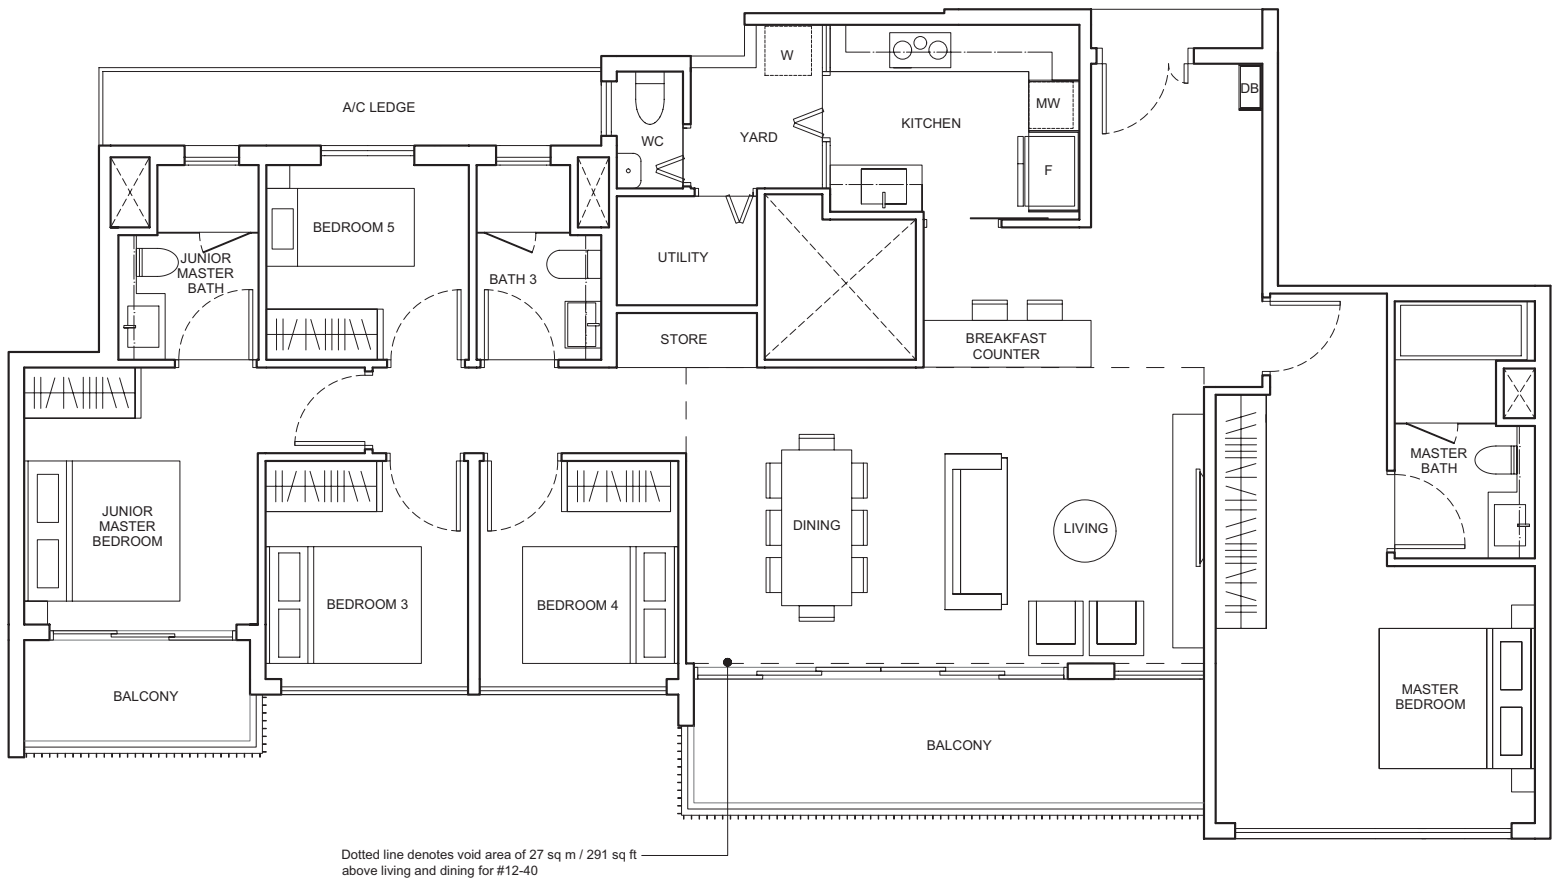 W
A/C LEDGE
DB
MW
KITCHEN
YARD
WC
F
BEDROOM 5
JUNIOR
MASTER
BATH
BATH 3
UTILITY
STORE
BREAKFAST
COUNTER
MASTER
BATH
JUNIOR
MASTER
BEDROOM
DINING
LIVING
BEDROOM 3
BEDROOM 4
BALCONY
MASTER
BEDROOM
BALCONY
Dotted line denotes void area of 27 sq m / 291 sq ft
above living and dining for #12-40